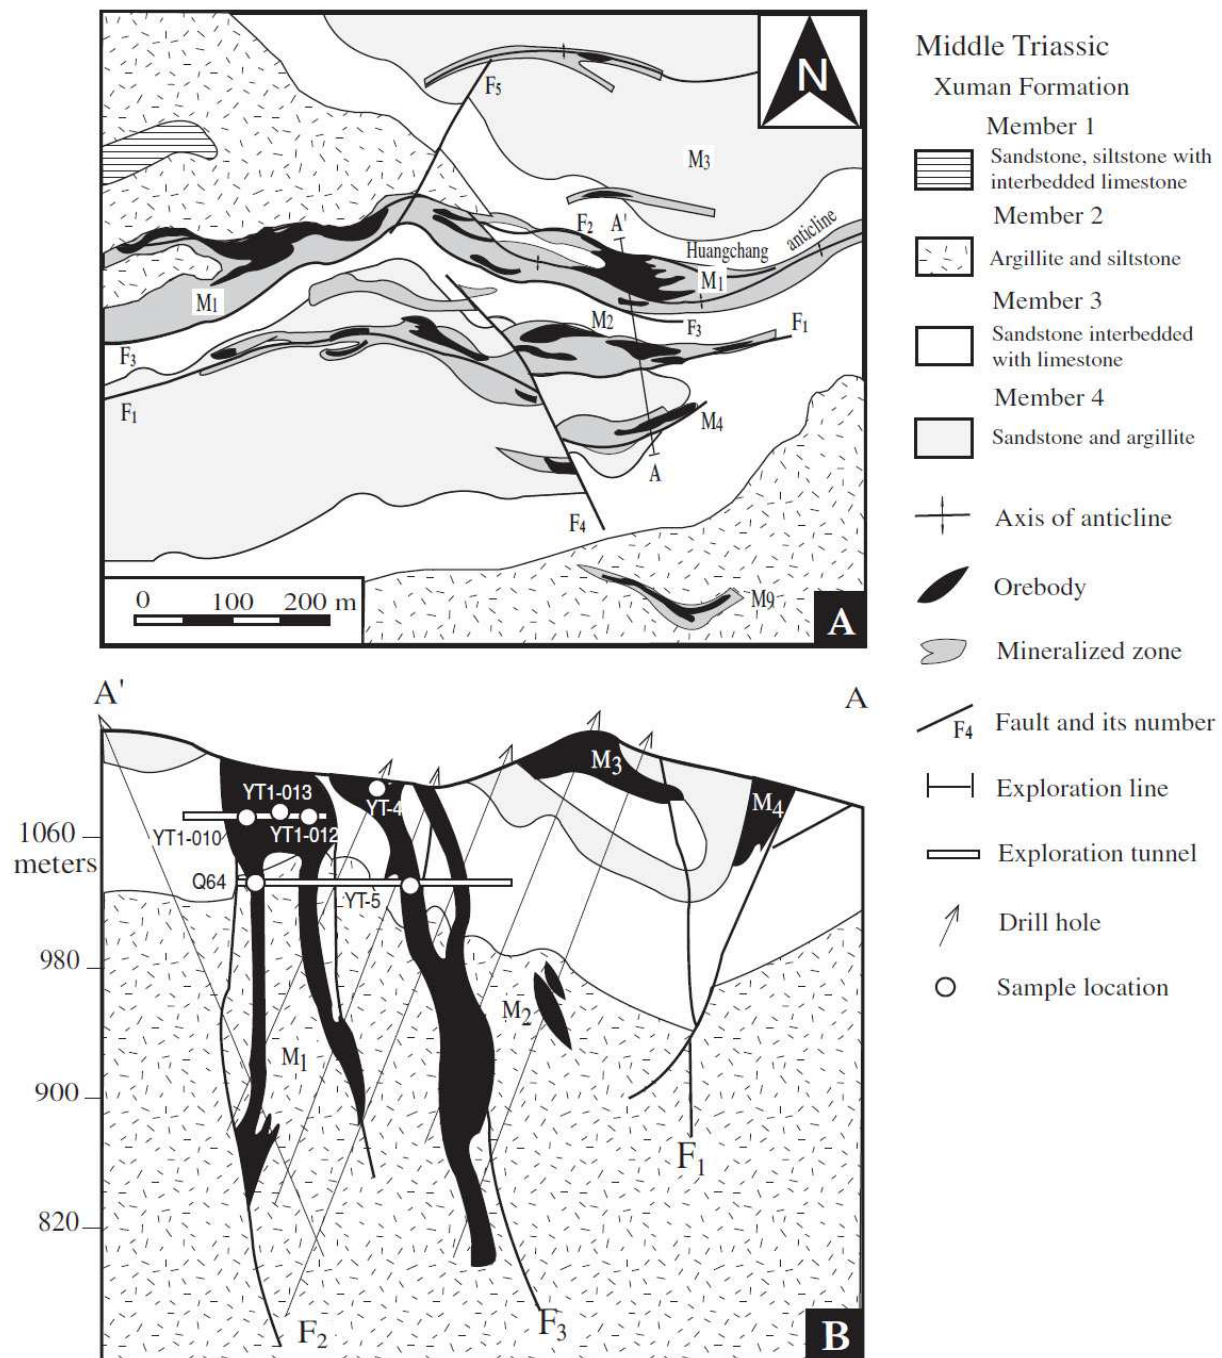 N
F5
M3
F2
A'
Huangchang
anticline
M1
M1
M2
F3
F1
F3
F1
M4
A
F4
M9
0 100 200 m
A
Middle Triassic
Xuman Formation
Member 1
Sandstone, siltstone with
interbedded limestone
Member 2
Argillite and siltstone
Member 3
Sandstone interbedded
with limestone
Member 4
Sandstone and argillite
Axis of anticline
Orebody
Mineralized zone
F4
Fault and its number
Exploration line
Exploration tunnel
Drill hole
Sample location
A'
A
M3
M4
YT1-013
YT-4
1060
meters
YT1-010
YT1-012
Q64
YT-5
980
M2
M1
900
F1
820
F2
F3
B